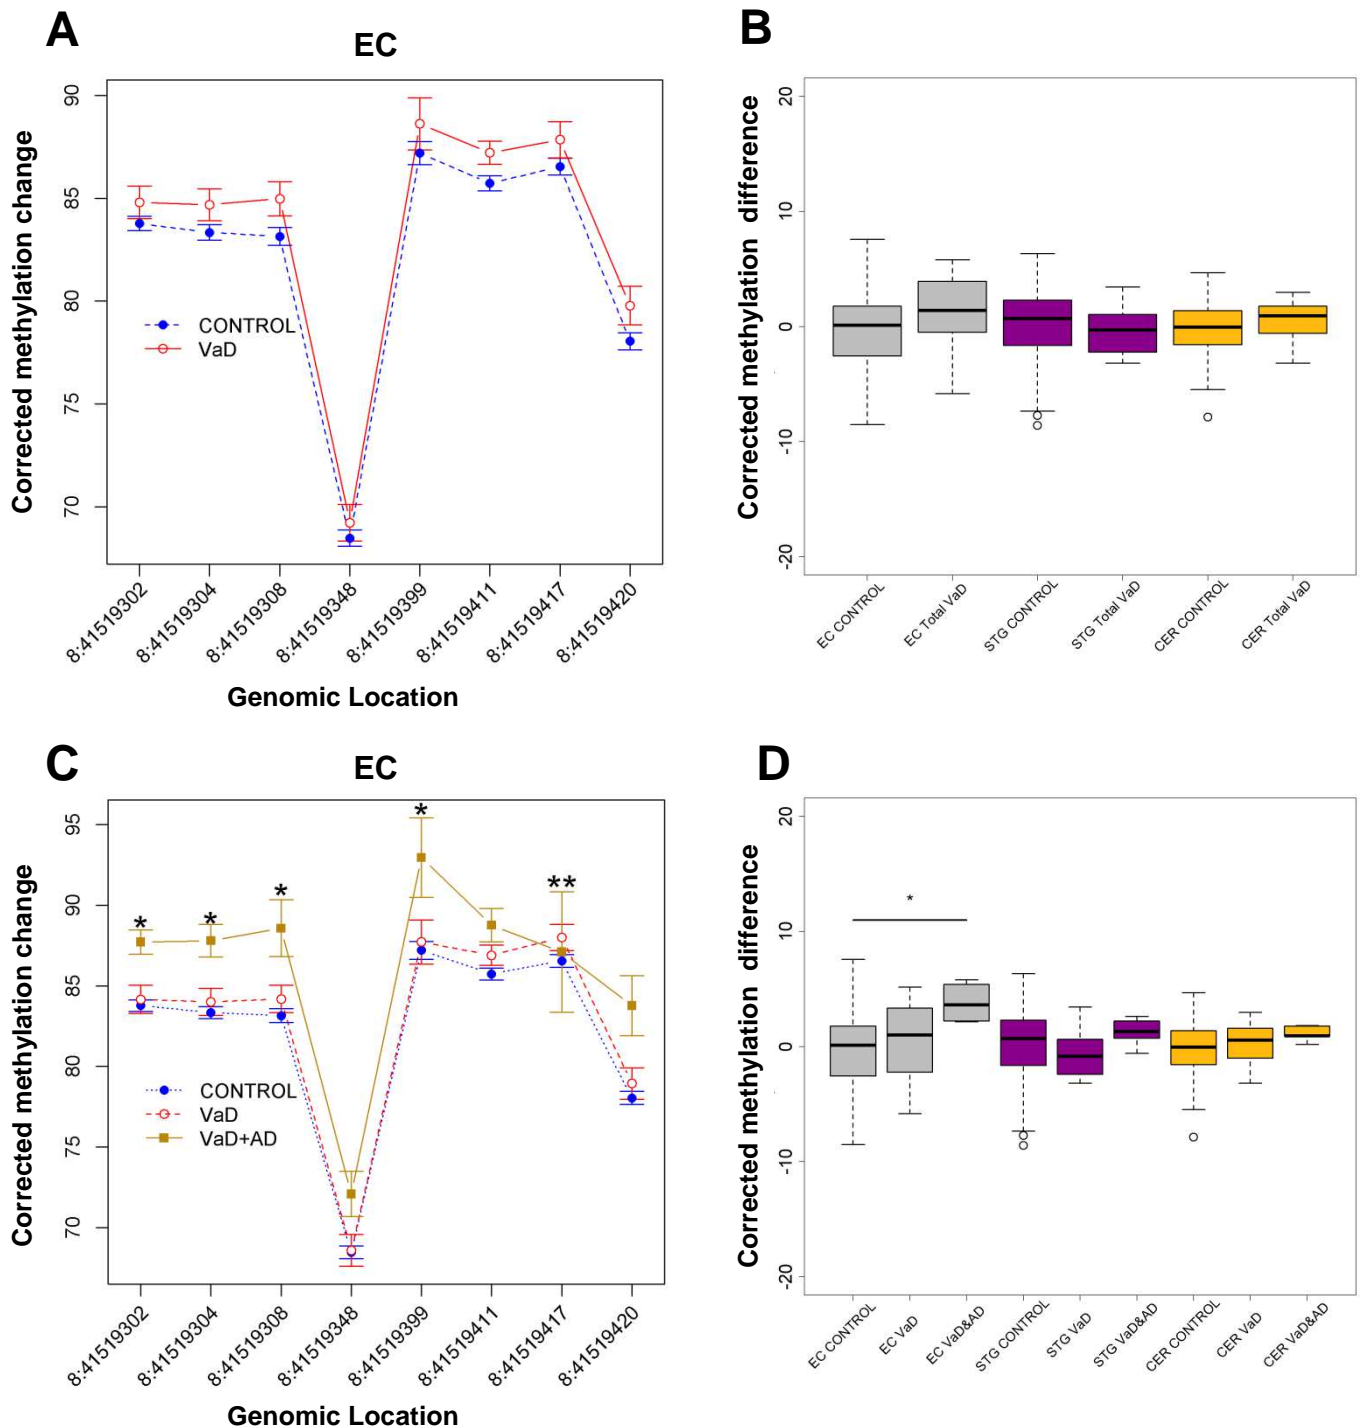 A
EC
Corrected methylation change
90
85
80
75
70
CONTROL
VaD
8:41519302
8:41519304
8:41519308
8:41519348
8:41519399
8:41519411
8:41519417
8:41519420
Genomic Location
B
Corrected methylation difference
20
10
0
-10
-20
EC CONTROL
EC Total VaD
STG CONTROL
STG Total VaD
CER CONTROL
CER Total VaD
C
EC
Corrected methylation change
95
90
85
80
75
70
*
*
*
*
**
CONTROL
VaD
VaD+AD
8:41519302
8:41519304
8:41519308
8:41519348
8:41519399
8:41519411
8:41519417
8:41519420
Genomic Location
D
Corrected methylation difference
20
10
0
-10
-20
*
EC CONTROL
EC VaD
EC VaD&AD
STG CONTROL
STG VaD
STG VaD&AD
CER CONTROL
CER VaD
CER VaD&AD